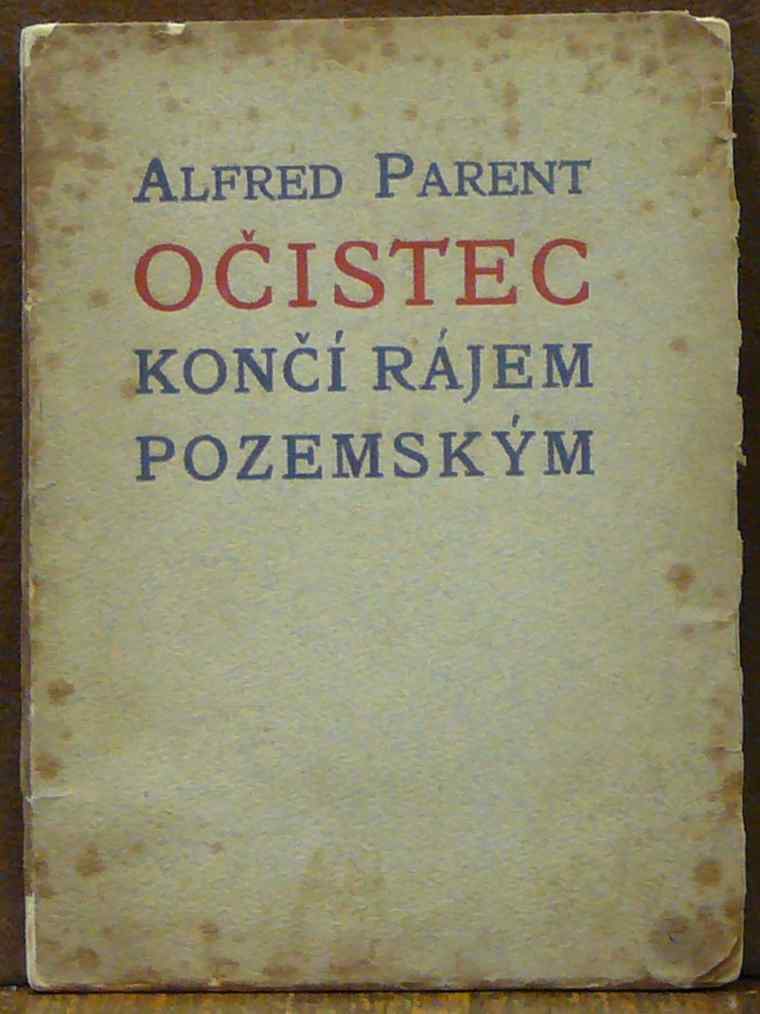 ALFRED PARENT
OČISTEC
KONČÍ RÁJEM
POZEMSKÝM